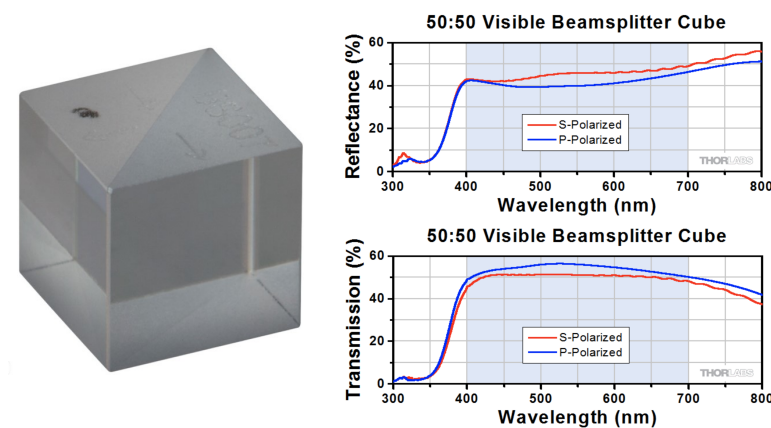 50:50 Visible Beamsplitter Cube
Reflectance (%)
60
40
20
0
S-Polarized
P-Polarized
THORLABS
300 400 500 600 700 800
Wavelength (nm)
50:50 Visible Beamsplitter Cube
Transmission (%)
60
40
20
0
S-Polarized
P-Polarized
THORLABS
300 400 500 600 700 800
Wavelength (nm)